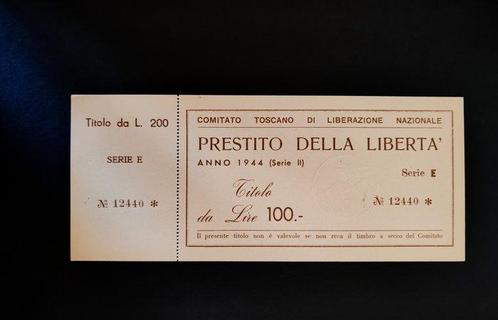 Titolo da L. 200
SERIE E
№ 12440 *
COMITATO TOSCANO DI LIBERAZIONE NAZIONALE
PRESTITO DELLA LIBERTA'
ANNO 1944 (Serie II)
Serie E
Titolo
da Lire 100.-
№ 12440 *
Il presente titolo non è valevole se non reca il timbro a secco del Comitato